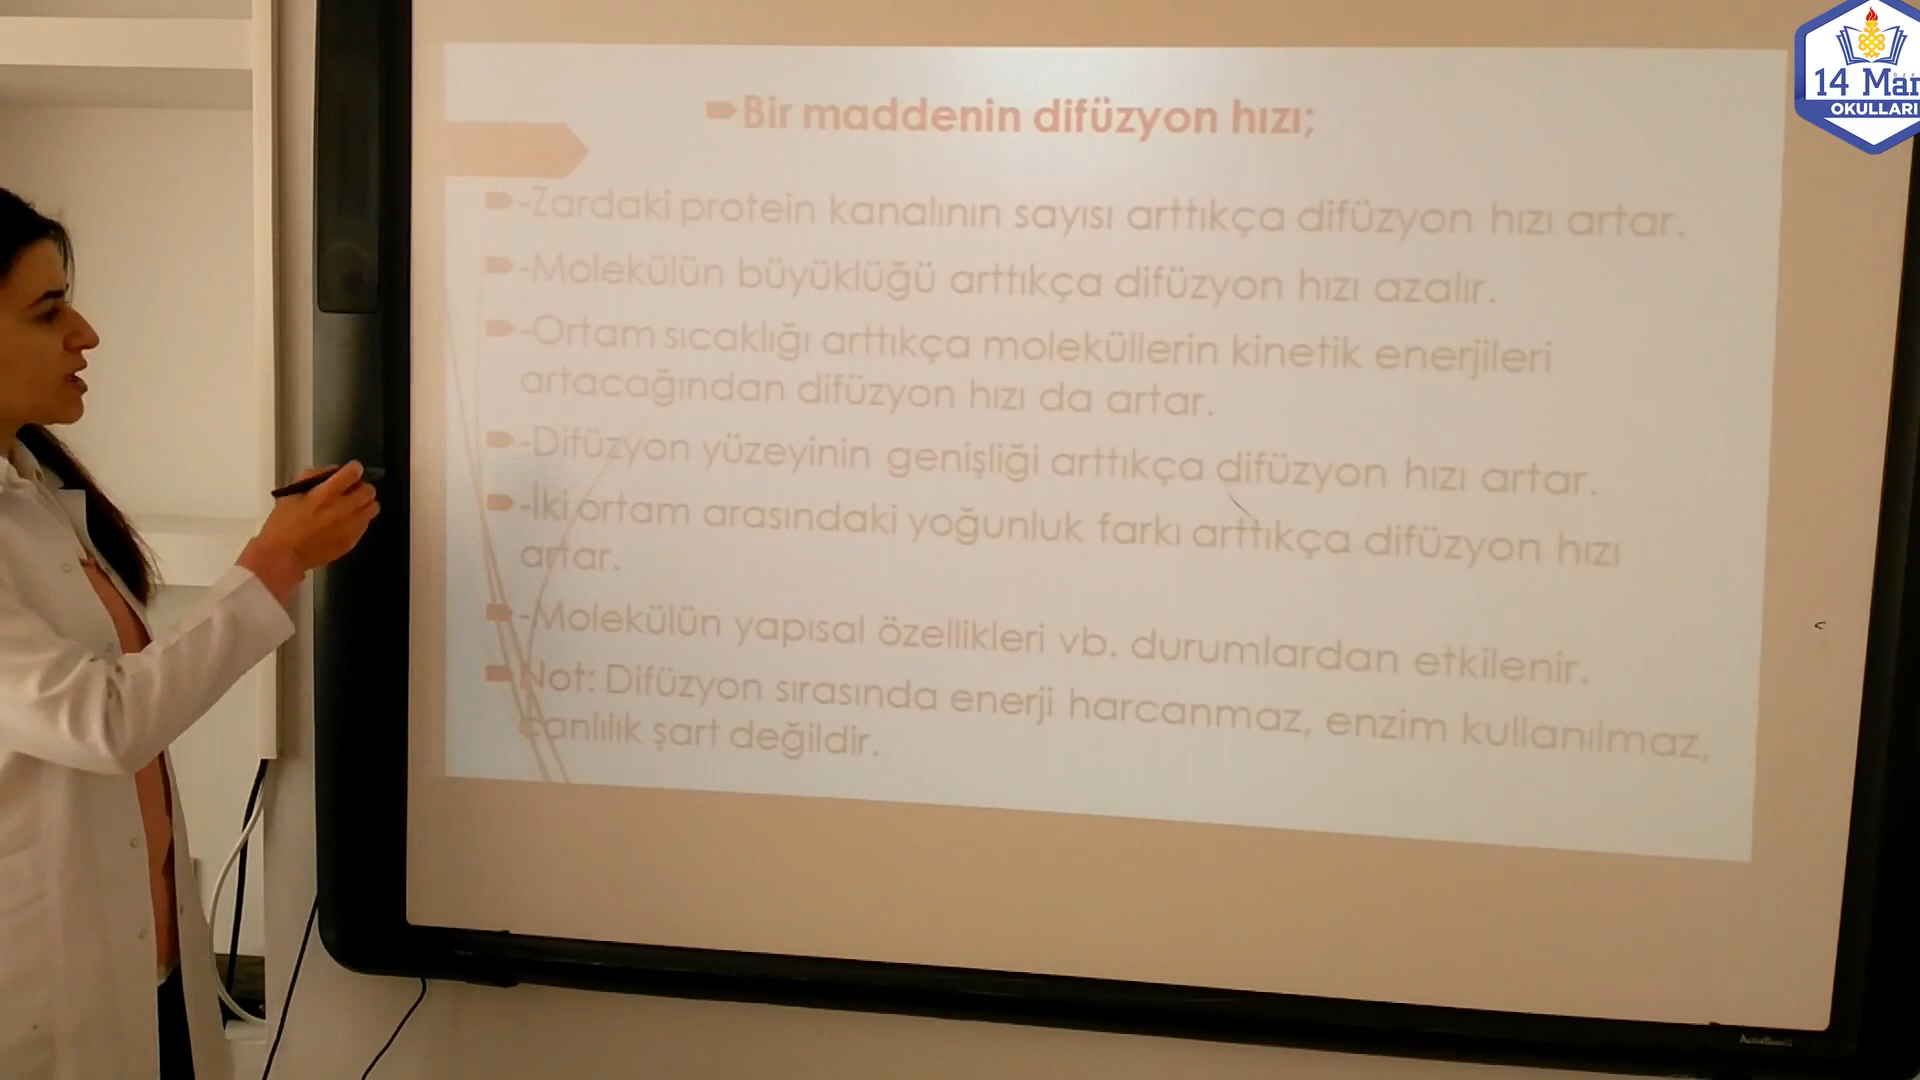 Bir maddenin difüzyon hızı;
-Zardaki protein kanalının sayısı arttıkça difüzyon hızı artar.
-Molekülün büyüklüğü arttıkça difüzyon hızı azalır.
-Ortam sıcaklığı arttıkça moleküllerin kinetik enerjileri
artacağından difüzyon hızı da artar.
-Difüzyon yüzeyinin genişliği arttıkça difüzyon hızı artar.
-İki ortam arasındaki yoğunluk farkı arttıkça difüzyon hızı
artar.
-Molekülün yapısal özellikleri vb. durumlardan etkilenir.
Not: Difüzyon sırasında enerji harcanmaz, enzim kullanılmaz,
canlılık şart değildir.
14 Mar
OKULLARI